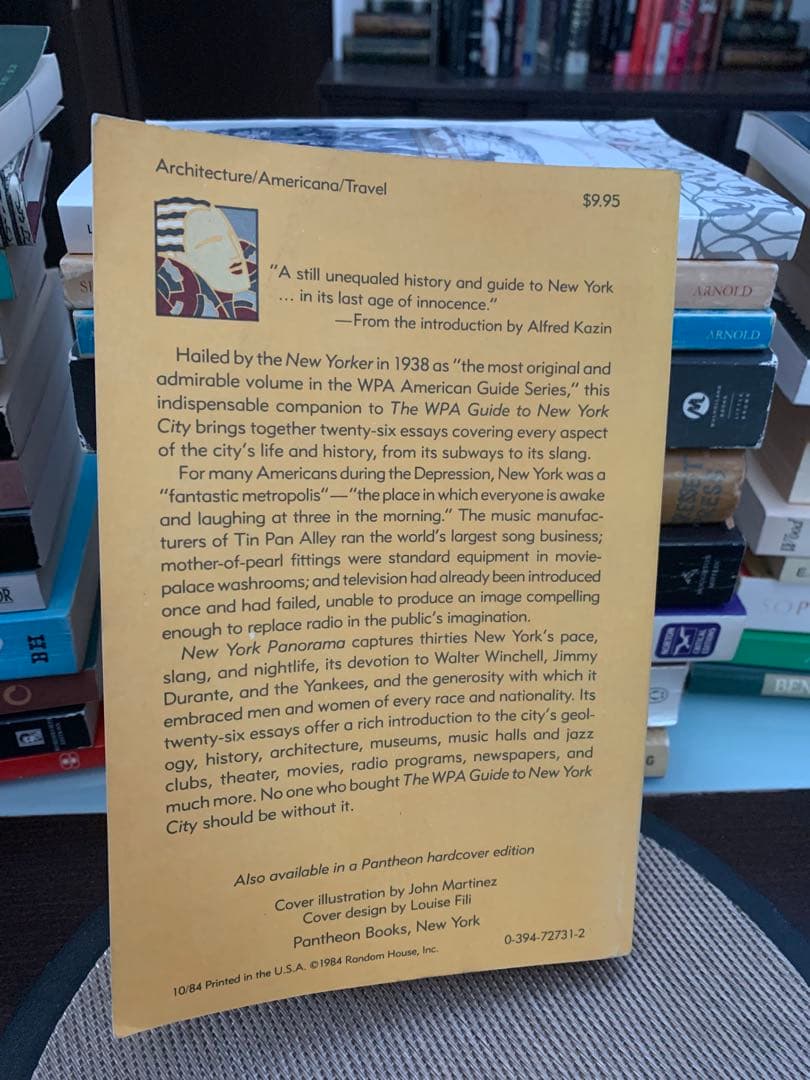 Architecture/Americana/Travel
$9.95
"A still unequaled history and guide to New York
... in its last age of innocence."
—From the introduction by Alfred Kazin
Hailed by the New Yorker in 1938 as "the most original and
admirable volume in the WPA American Guide Series," this
indispensable companion to The WPA Guide to New York
City brings together twenty-six essays covering every aspect
of the city's life and history, from its subways to its slang.
For many Americans during the Depression, New York was a
"fantastic metropolis"—"the place in which everyone is awake
and laughing at three in the morning." The music manufac-
turers of Tin Pan Alley ran the world's largest song business;
mother-of-pearl fittings were standard equipment in movie-
palace washrooms; and television had already been introduced
once and had failed, unable to produce an image compelling
enough to replace radio in the public's imagination.
New York Panorama captures thirties New York's pace,
slang, and nightlife, its devotion to Walter Winchell, Jimmy
Durante, and the Yankees, and the generosity with which it
embraced men and women of every race and nationality. Its
twenty-six essays offer a rich introduction to the city's geol-
ogy, history, architecture, museums, music halls and jazz
clubs, theater, movies, radio programs, newspapers, and
much more. No one who bought The WPA Guide to New York
City should be without it.
Also available in a Pantheon hardcover edition
Cover illustration by John Martinez
Cover design by Louise Fili
Pantheon Books, New York
10/84 Printed in the U.S.A. ©1984 Random House, Inc.
0-394-72731-2
ARNOLD
ARNOLD
BH